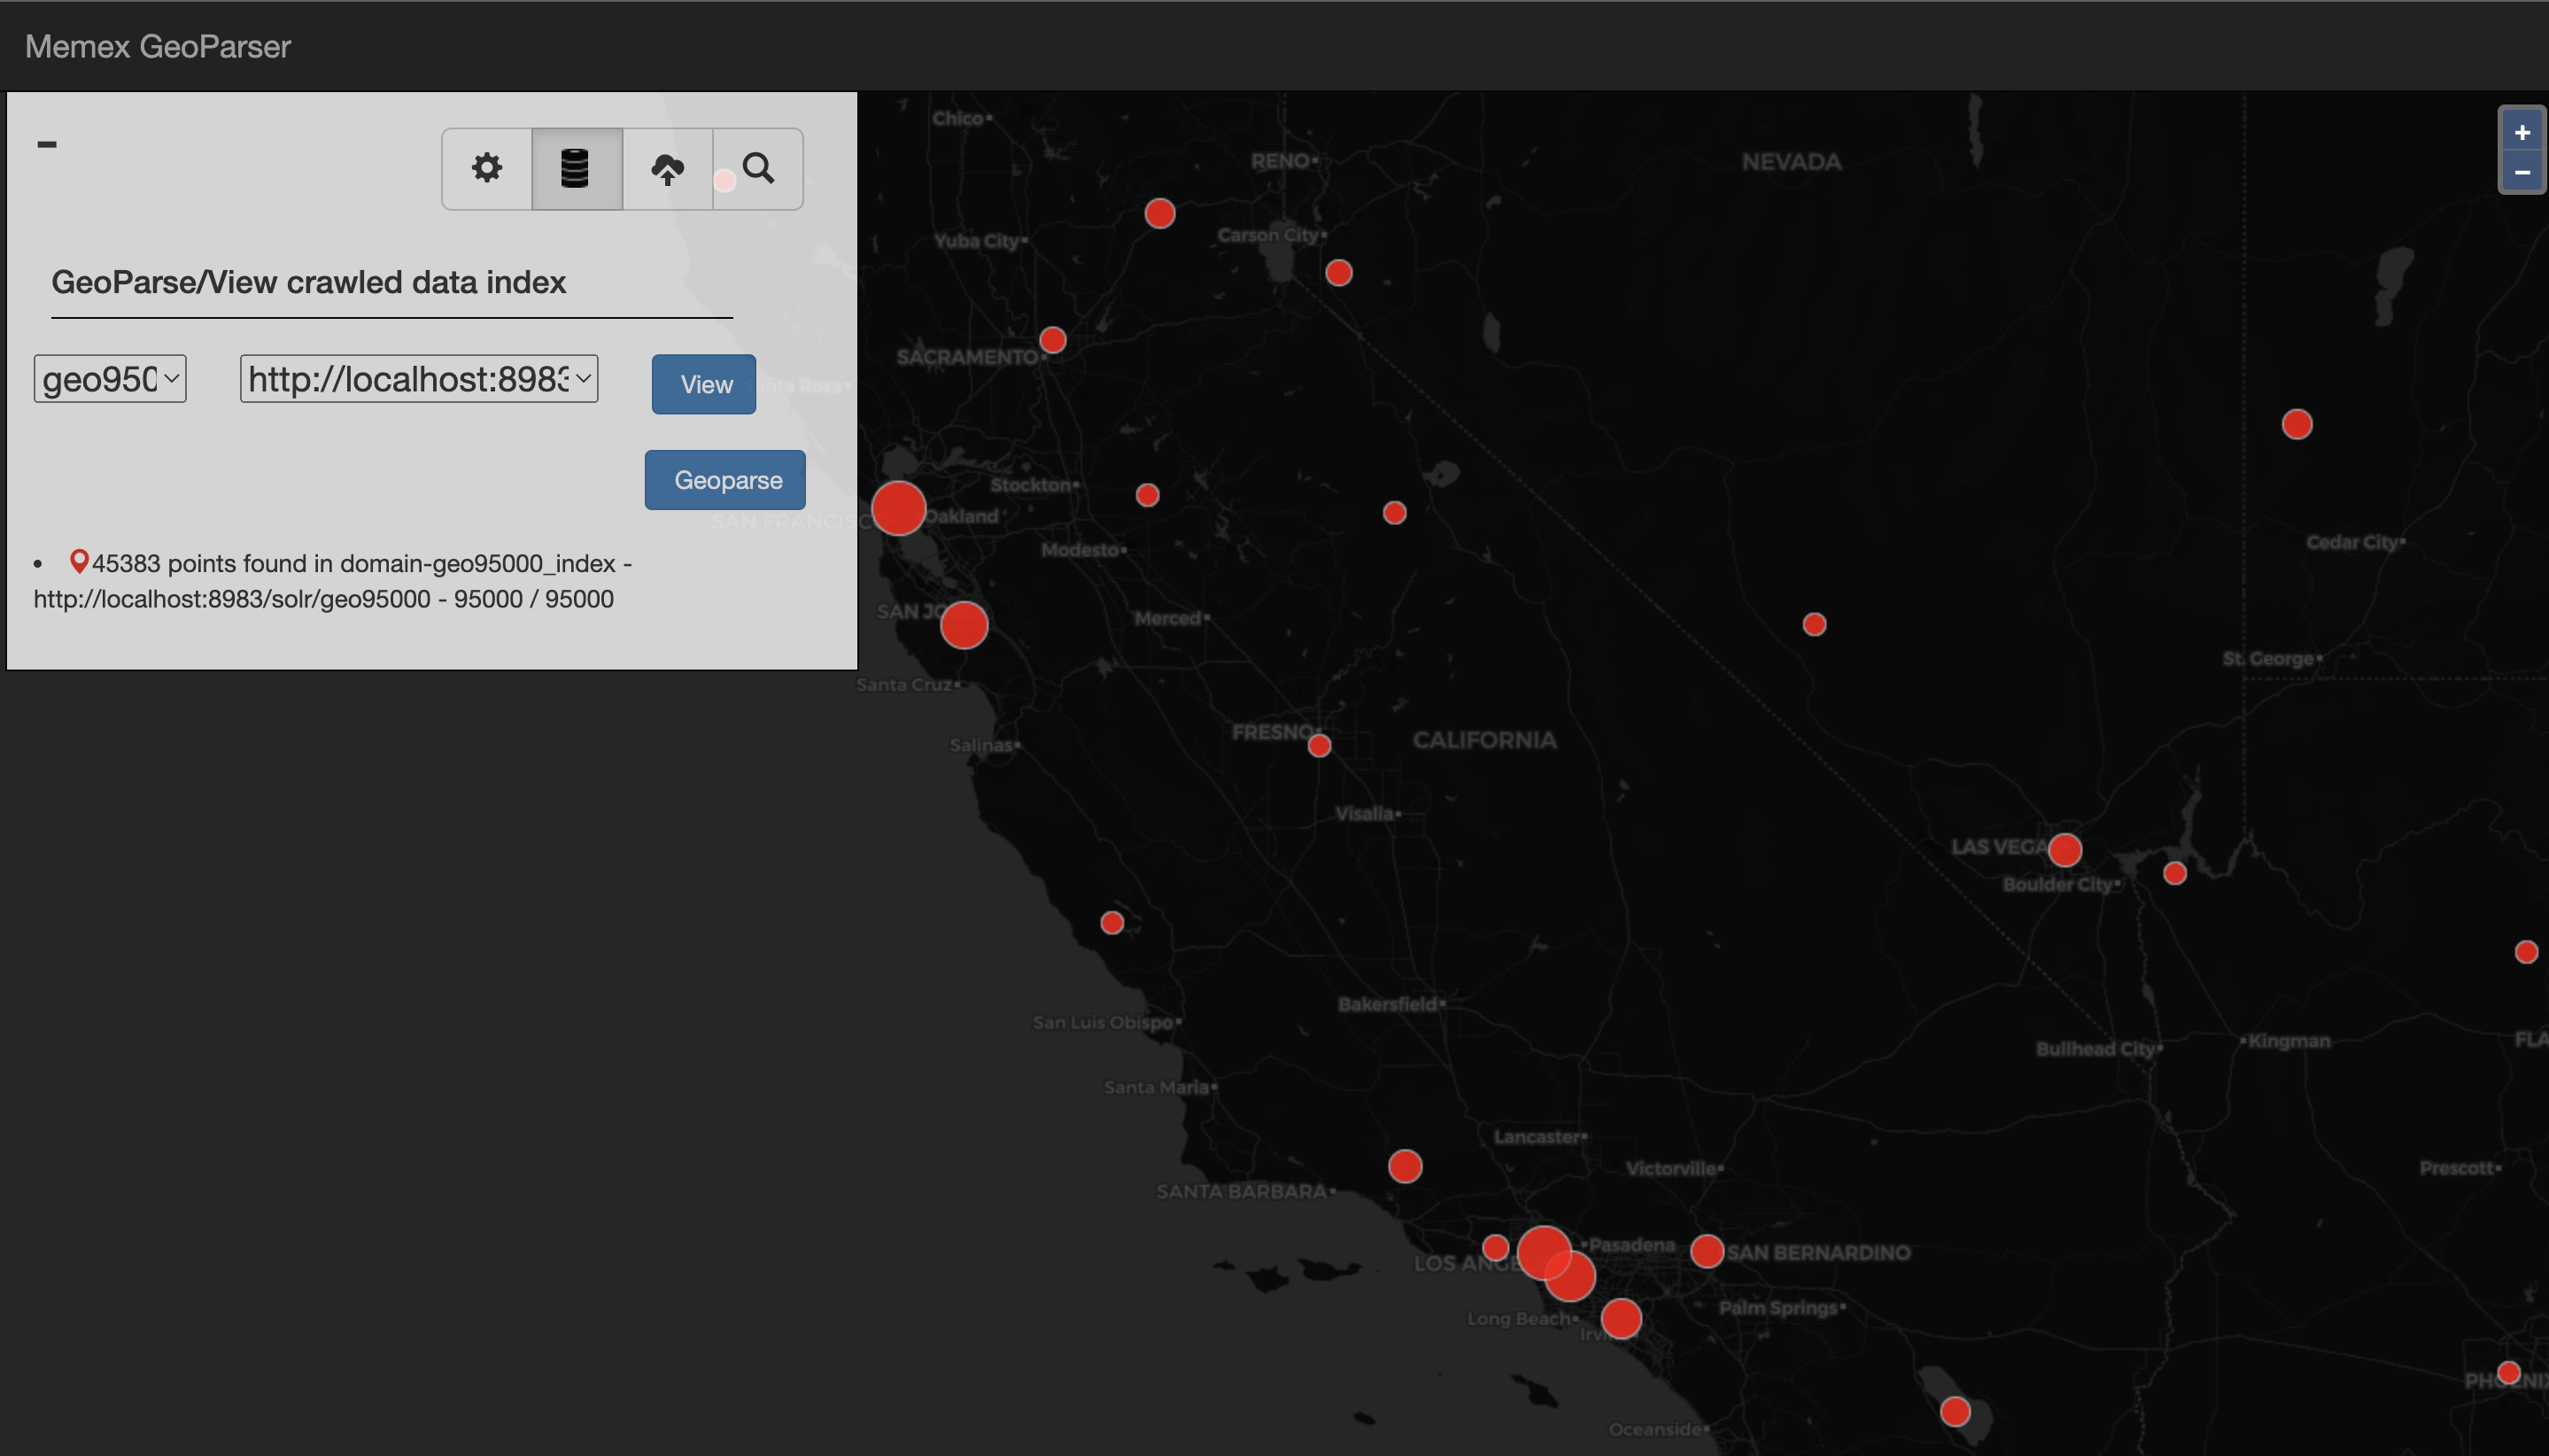 Memex GeoParser
GeoParse/View crawled data index
geo950
http://localhost:8983
View
Geoparse
45383 points found in domain-geo95000_index -
http://localhost:8983/solr/geo95000 - 95000 / 95000
+
−
Chico
RENO
NEVADA
Yuba City
Carson City
SACRAMENTO
Santa Rosa
Stockton
Oakland
SAN FRANCISC
Modesto
Cedar City
SAN JO
Merced
St. George
Santa Cruz
FRESNO
CALIFORNIA
Salinas
Visalia
LAS VEGA
Boulder City
Bakersfield
San Luis Obispo
Kingman
FLA
Bullhead City
Santa Maria
Lancaster
Victorville
Prescott
SANTA BARBARA
Pasadena
SAN BERNARDINO
LOS ANGE
Palm Springs
Long Beach
Irvi
PHOENIX
Oceanside